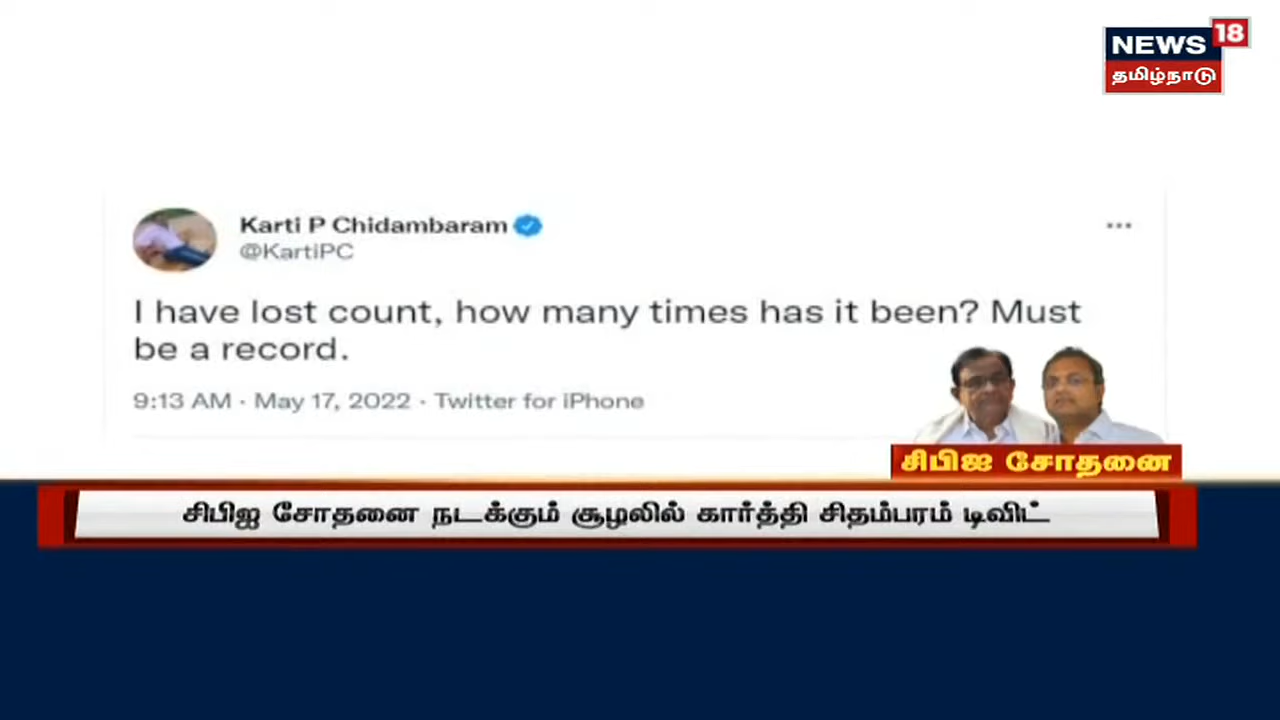 NEWS 18
தமிழ்நாடு
Karti P Chidambaram
@KartiPC
I have lost count, how many times has it been? Must
be a record.
9:13 AM · May 17, 2022 · Twitter for iPhone
சிபிஐ சோதனை
சிபிஐ சோதனை நடக்கும் சூழலில் கார்த்தி சிதம்பரம் டிவிட்